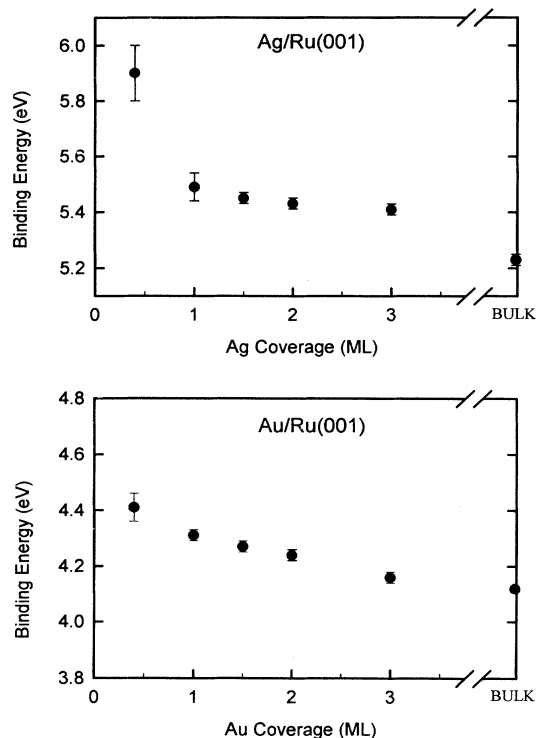 Ag/Ru(001)
6.0
5.8
5.6
5.4
5.2
Binding Energy (eV)
0 1 2 3 BULK
Ag Coverage (ML)
Au/Ru(001)
4.8
4.6
4.4
4.2
4.0
3.8
Binding Energy (eV)
0 1 2 3 BULK
Au Coverage (ML)